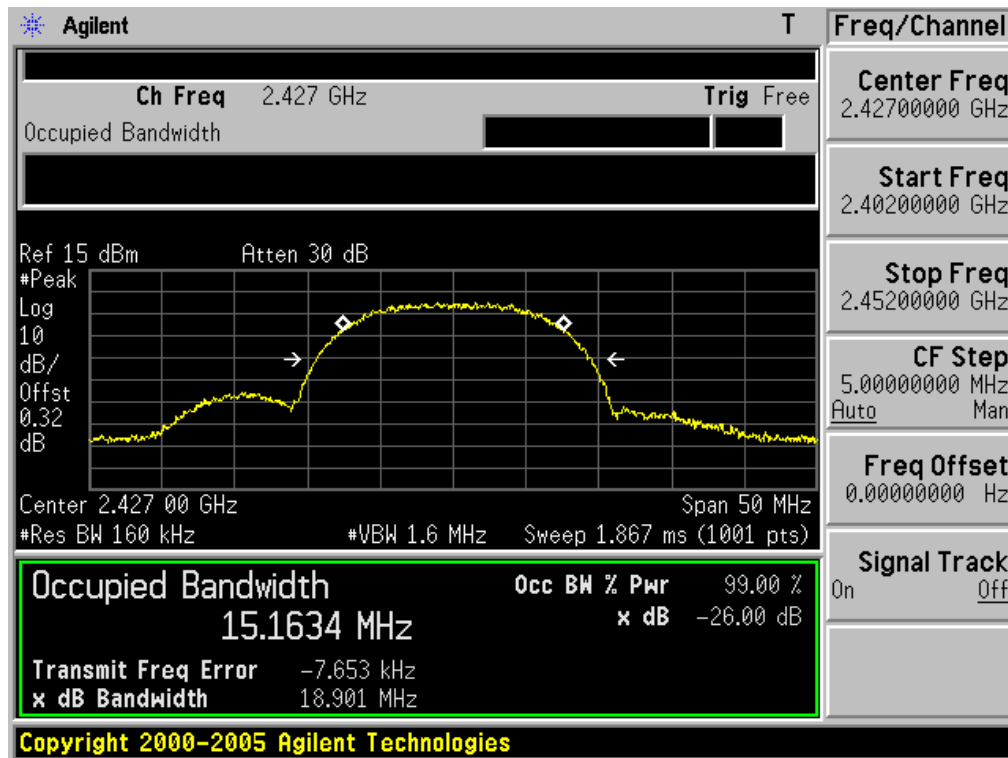 Agilent T
Freq/Channel
Ch Freq 2.427 GHz Trig Free
Occupied Bandwidth
Center Freq
2.42700000 GHz
Start Freq
2.40200000 GHz
Stop Freq
2.45200000 GHz
CF Step
5.00000000 MHz
Auto Man
Freq Offset
0.00000000 Hz
Signal Track
On Off
Ref 15 dBm Atten 30 dB
#Peak
Log
10
dB/
Offst
0.32
dB
Center 2.427 00 GHz Span 50 MHz
#Res BW 160 kHz #VBW 1.6 MHz Sweep 1.867 ms (1001 pts)
Occupied Bandwidth
15.1634 MHz
Occ BW % Pwr 99.00 %
x dB -26.00 dB
Transmit Freq Error -7.653 kHz
x dB Bandwidth 18.901 MHz
Copyright 2000-2005 Agilent Technologies